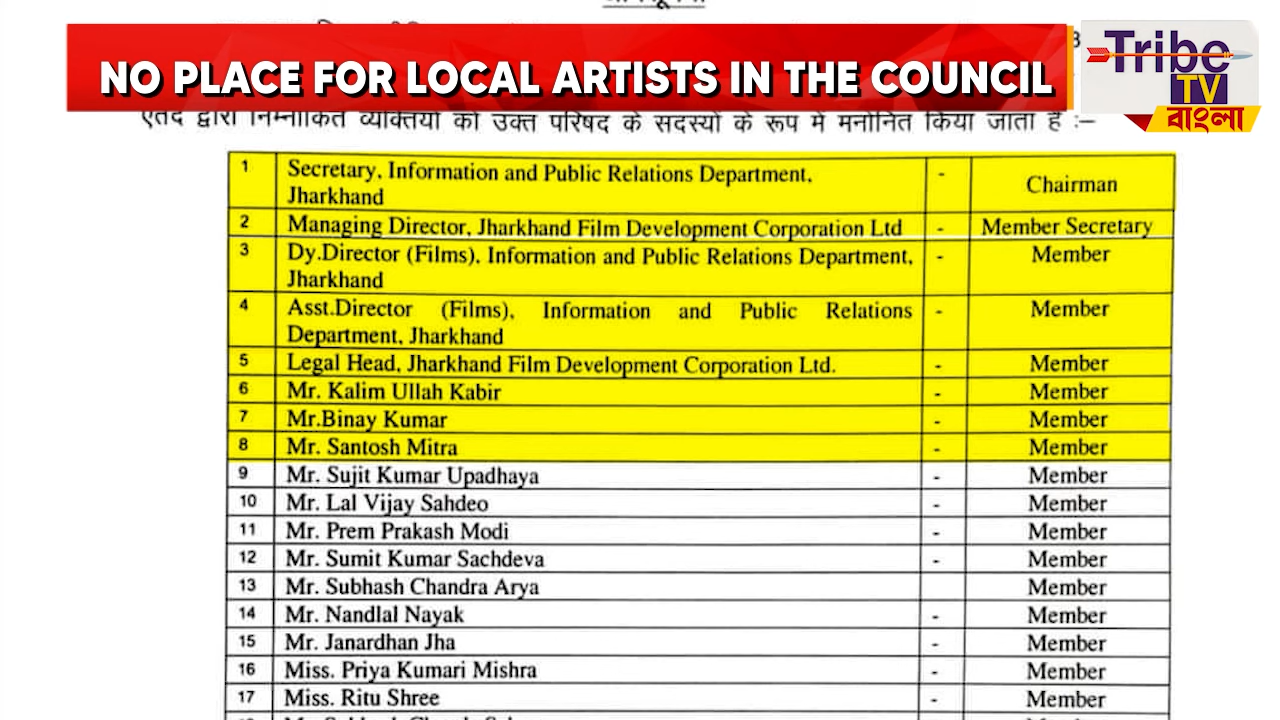 NO PLACE FOR LOCAL ARTISTS IN THE COUNCIL
Tribe
TV
বাংলা
एतद द्वारा निम्नांकित व्यक्तियों को उक्त परिषद के सदस्यों के रूप में मनोनित किया जाता है :–
1 Secretary, Information and Public Relations Department, - Chairman
Jharkhand
2 Managing Director, Jharkhand Film Development Corporation Ltd - Member Secretary
3 Dy.Director (Films), Information and Public Relations Department, - Member
Jharkhand
4 Asst.Director (Films), Information and Public Relations - Member
Department, Jharkhand
5 Legal Head, Jharkhand Film Development Corporation Ltd. - Member
6 Mr. Kalim Ullah Kabir - Member
7 Mr.Binay Kumar - Member
8 Mr. Santosh Mitra - Member
9 Mr. Sujit Kumar Upadhaya - Member
10 Mr. Lal Vijay Sahdeo - Member
11 Mr. Prem Prakash Modi - Member
12 Mr. Sumit Kumar Sachdeva - Member
13 Mr. Subhash Chandra Arya Member
14 Mr. Nandlal Nayak - Member
15 Mr. Janardhan Jha - Member
16 Miss. Priya Kumari Mishra - Member
17 Miss. Ritu Shree - Member